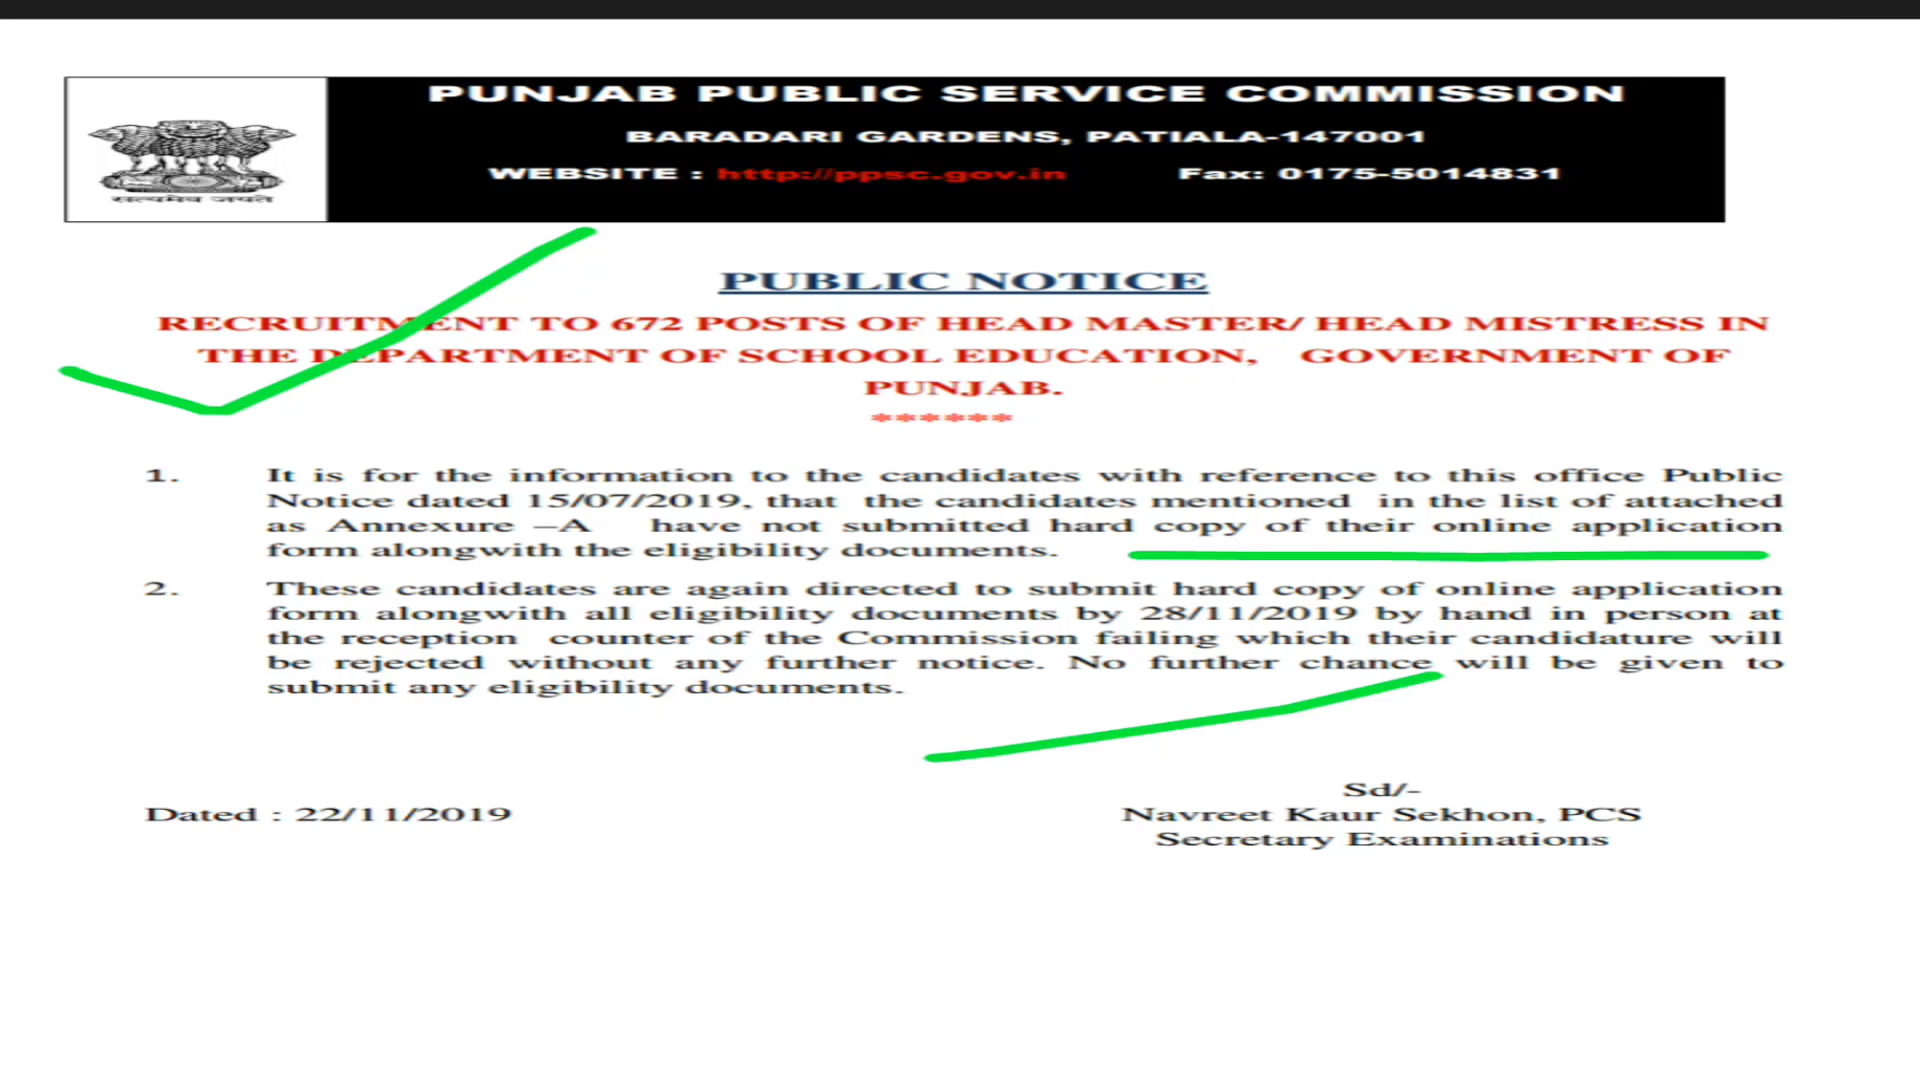 PUNJAB PUBLIC SERVICE COMMISSION
BARADARI GARDENS, PATIALA-147001
WEBSITE : http://ppsc.gov.in Fax: 0175-5014831
सत्यमेव जयते
PUBLIC NOTICE
RECRUITMENT TO 672 POSTS OF HEAD MASTER/ HEAD MISTRESS IN
THE DEPARTMENT OF SCHOOL EDUCATION, GOVERNMENT OF
PUNJAB.
******
1. It is for the information to the candidates with reference to this office Public
Notice dated 15/07/2019, that the candidates mentioned in the list of attached
as Annexure –A have not submitted hard copy of their online application
form alongwith the eligibility documents.
2. These candidates are again directed to submit hard copy of online application
form alongwith all eligibility documents by 28/11/2019 by hand in person at
the reception counter of the Commission failing which their candidature will
be rejected without any further notice. No further chance will be given to
submit any eligibility documents.
Sd/-
Dated : 22/11/2019 Navreet Kaur Sekhon, PCS
Secretary Examinations